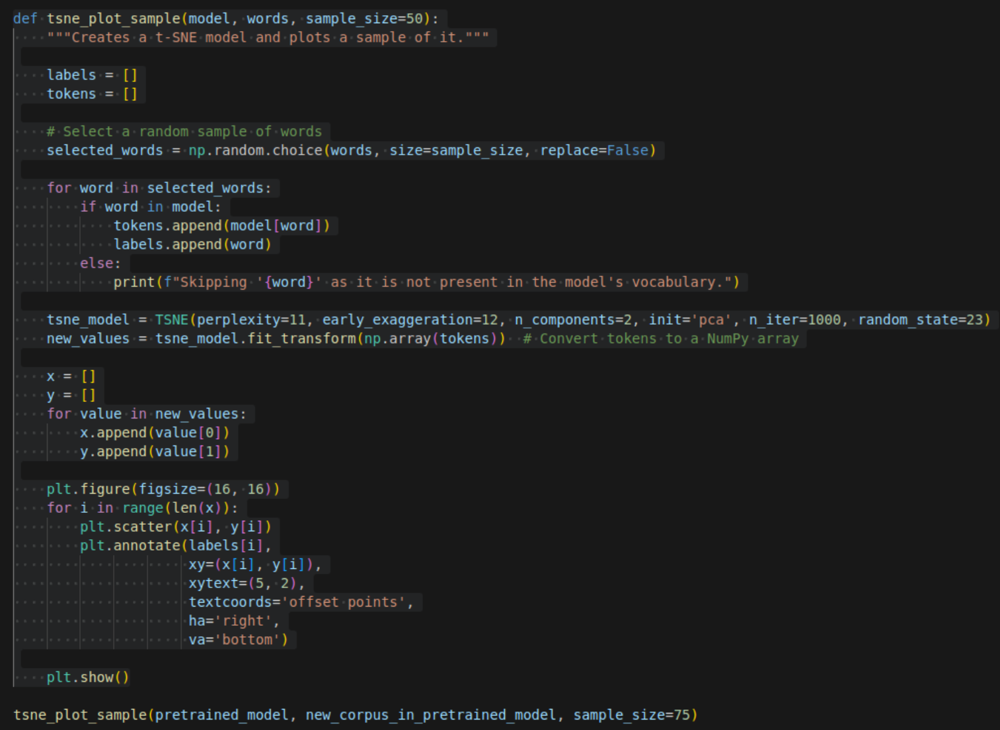 def tsne_plot_sample(model, words, sample_size=50):
    """Creates a t-SNE model and plots a sample of it."""

    labels = []
    tokens = []

    # Select a random sample of words
    selected_words = np.random.choice(words, size=sample_size, replace=False)

    for word in selected_words:
        if word in model:
            tokens.append(model[word])
            labels.append(word)
        else:
            print(f"Skipping '{word}' as it is not present in the model's vocabulary.")

    tsne_model = TSNE(perplexity=11, early_exaggeration=12, n_components=2, init='pca', n_iter=1000, random_state=23)
    new_values = tsne_model.fit_transform(np.array(tokens))  # Convert tokens to a NumPy array

    x = []
    y = []
    for value in new_values:
        x.append(value[0])
        y.append(value[1])

    plt.figure(figsize=(16, 16))
    for i in range(len(x)):
        plt.scatter(x[i], y[i])
        plt.annotate(labels[i],
                     xy=(x[i], y[i]),
                     xytext=(5, 2),
                     textcoords='offset points',
                     ha='right',
                     va='bottom')

    plt.show()

tsne_plot_sample(pretrained_model, new_corpus_in_pretrained_model, sample_size=75)